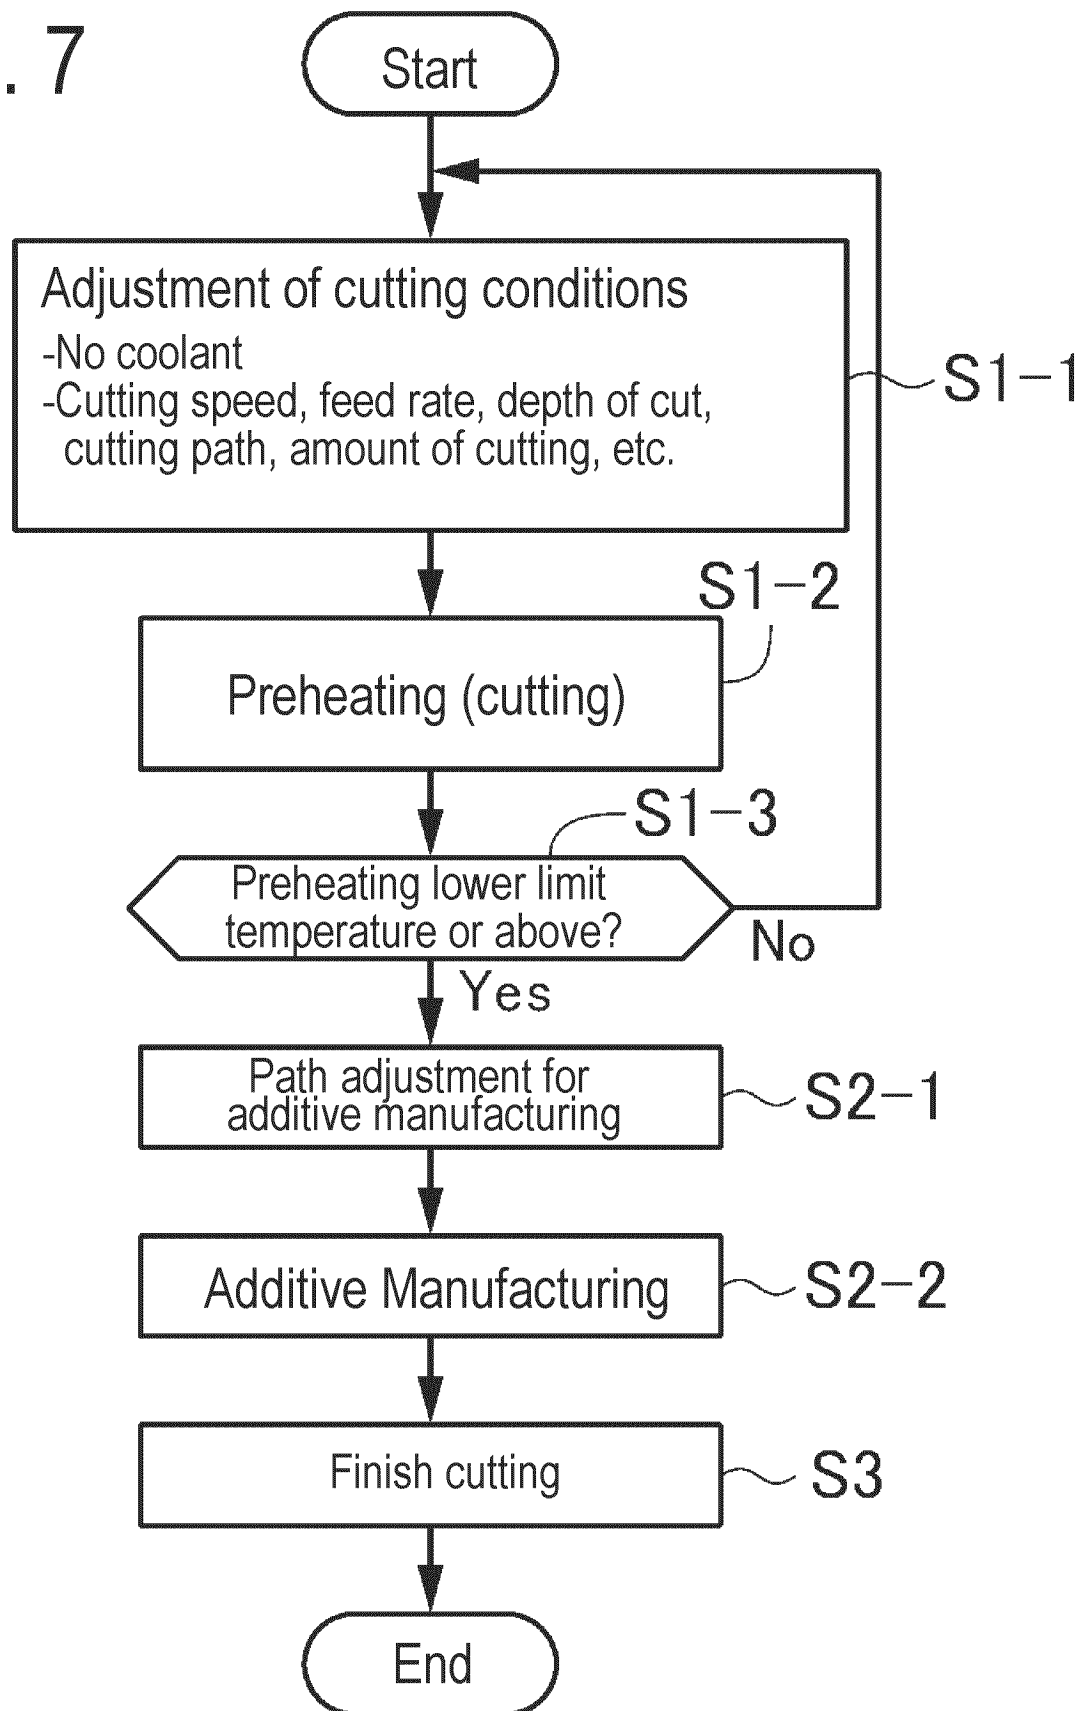 . 7
Start
Adjustment of cutting conditions
-No coolant
-Cutting speed, feed rate, depth of cut,
cutting path, amount of cutting, etc.
S1-1
S1-2
Preheating (cutting)
S1-3
Preheating lower limit
temperature or above?
No
Yes
Path adjustment for
additive manufacturing
S2-1
Additive Manufacturing
S2-2
Finish cutting
S3
End